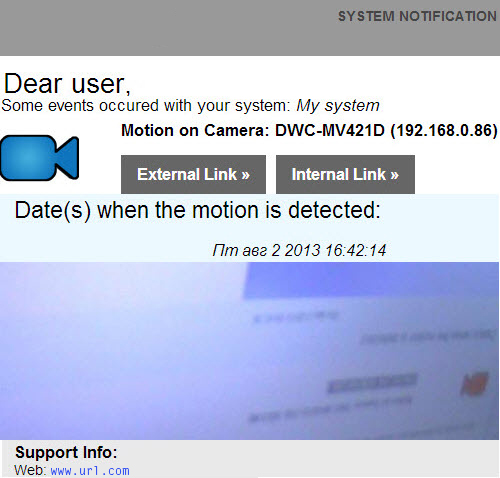 SYSTEM NOTIFICATION
Dear user,
Some events occured with your system: My system
Motion on Camera: DWC-MV421D (192.168.0.86)
External Link »
Internal Link »
Date(s) when the motion is detected:
Пт авг 2 2013 16:42:14
Support Info:
Web: www.url.com